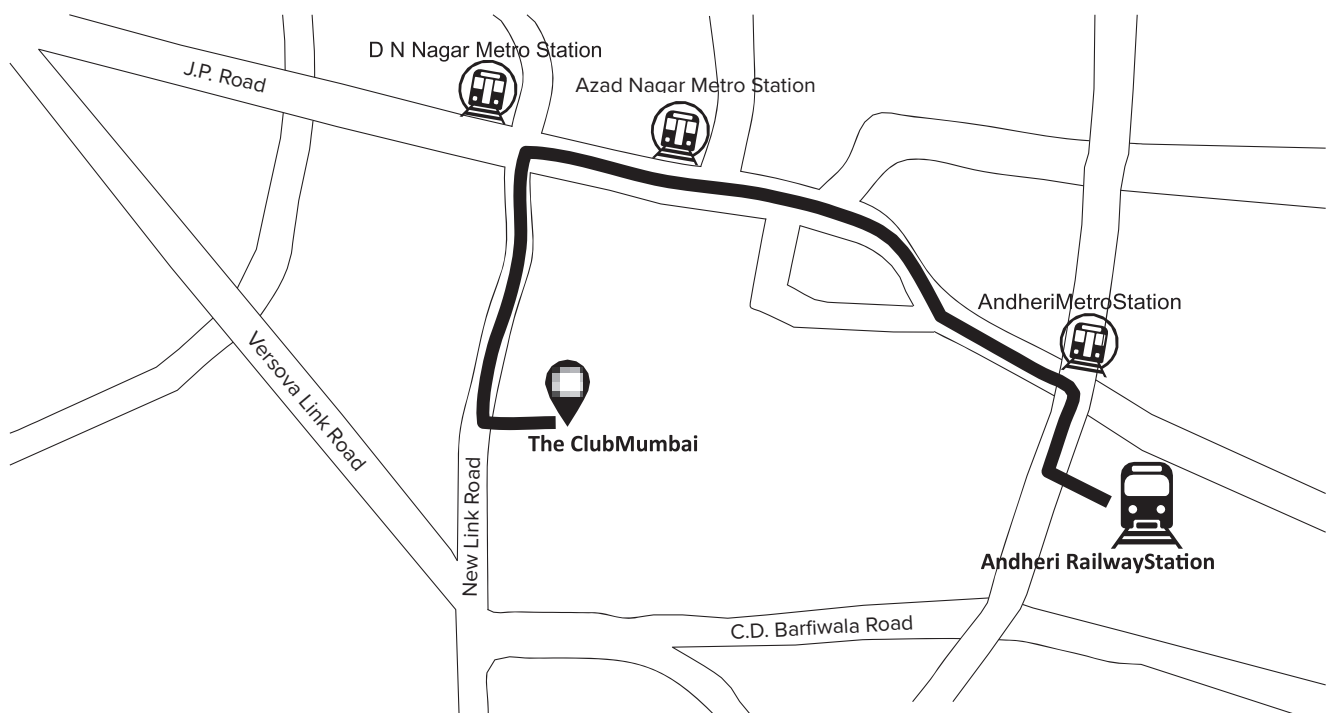 D N Nagar Metro Station
J.P. Road
Azad Nagar Metro Station
AndheriMetroStation
Versova Link Road
The ClubMumbai
New Link Road
Andheri RailwayStation
C.D. Barfiwala Road